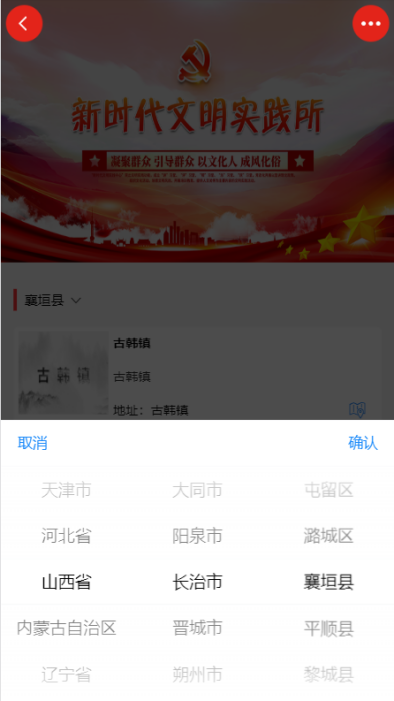 新时代文明实践所
凝聚群众 引导群众 以文化人 成风化俗
襄垣县
古韩镇
古韩镇
古韩镇
地址：古韩镇
取消
确认
天津市 大同市 屯留区
河北省 阳泉市 潞城区
山西省 长治市 襄垣县
内蒙古自治区 晋城市 平顺县
辽宁省 朔州市 黎城县